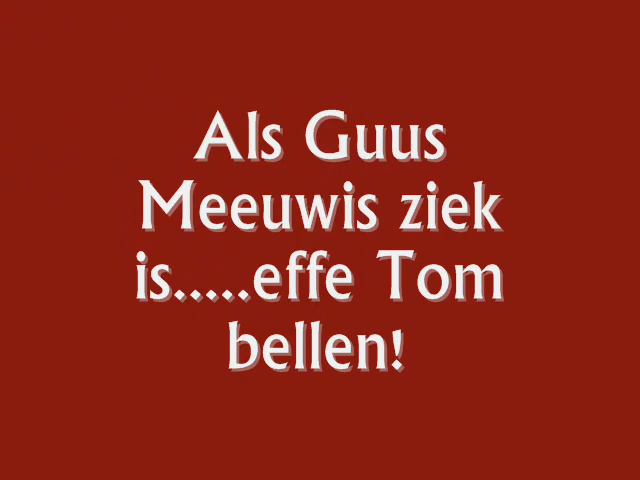 Als Guus
Meeuwis ziek
is.....effe Tom
bellen!